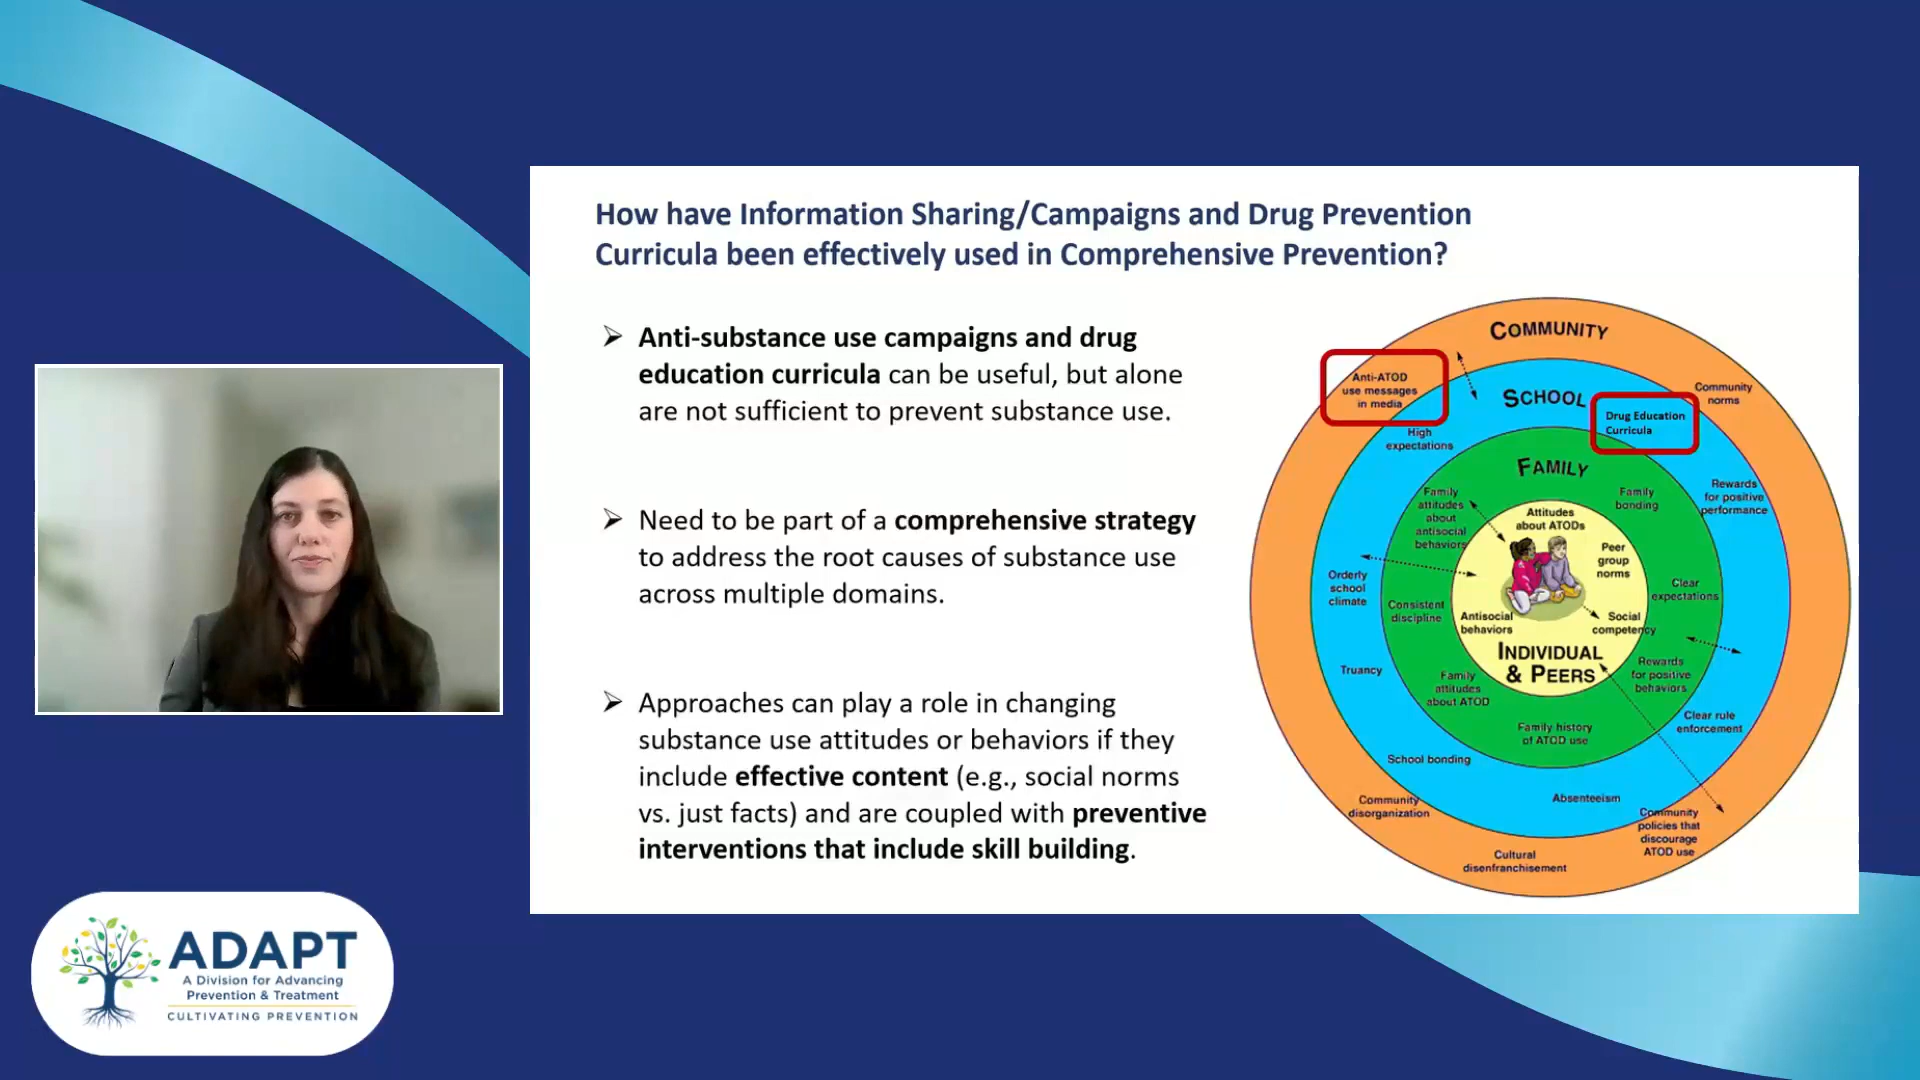 How have Information Sharing/Campaigns and Drug Prevention
Curricula been effectively used in Comprehensive Prevention?
➢ Anti-substance use campaigns and drug
education curricula can be useful, but alone
are not sufficient to prevent substance use.
➢ Need to be part of a comprehensive strategy
to address the root causes of substance use
across multiple domains.
➢ Approaches can play a role in changing
substance use attitudes or behaviors if they
include effective content (e.g., social norms
vs. just facts) and are coupled with preventive
interventions that include skill building.
COMMUNITY
Anti-ATOD
use messages
in media
Community
norms
SCHOOL
Drug Education
Curricula
High
expectations
Rewards
for positive
performance
FAMILY
Family
attitudes
about
antisocial
behaviors
Family
bonding
Attitudes
about ATODs
Peer
group
norms
Orderly
school
climate
Consistent
discipline
Clear
expectations
Antisocial
behaviors
Social
competency
INDIVIDUAL
& PEERS
Truancy
Family
attitudes
about ATOD
Rewards
for positive
behaviors
Family history
of ATOD use
Clear rule
enforcement
School bonding
Absenteeism
Community
disorganization
Community
policies that
discourage
ATOD use
Cultural
disenfranchisement
ADAPT
A Division for Advancing
Prevention & Treatment
CULTIVATING PREVENTION